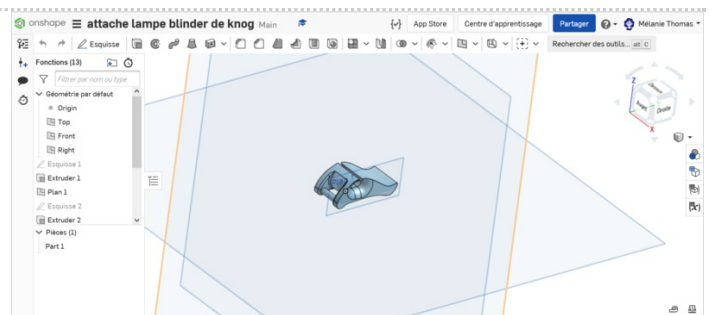 onshape attache lampe blinder de knog Main App Store Centre d'apprentissage Partager Mélanie Thomas
Esquisse Rechercher des outils... alt C
Fonctions (13)
Filtrer par nom ou type
Géométrie par défaut
Origin
Top
Front
Right
Esquisse 1
Extruder 1
Plan 1
Esquisse 2
Extruder 2
Pièces (1)
Part 1
Z
Droite
X